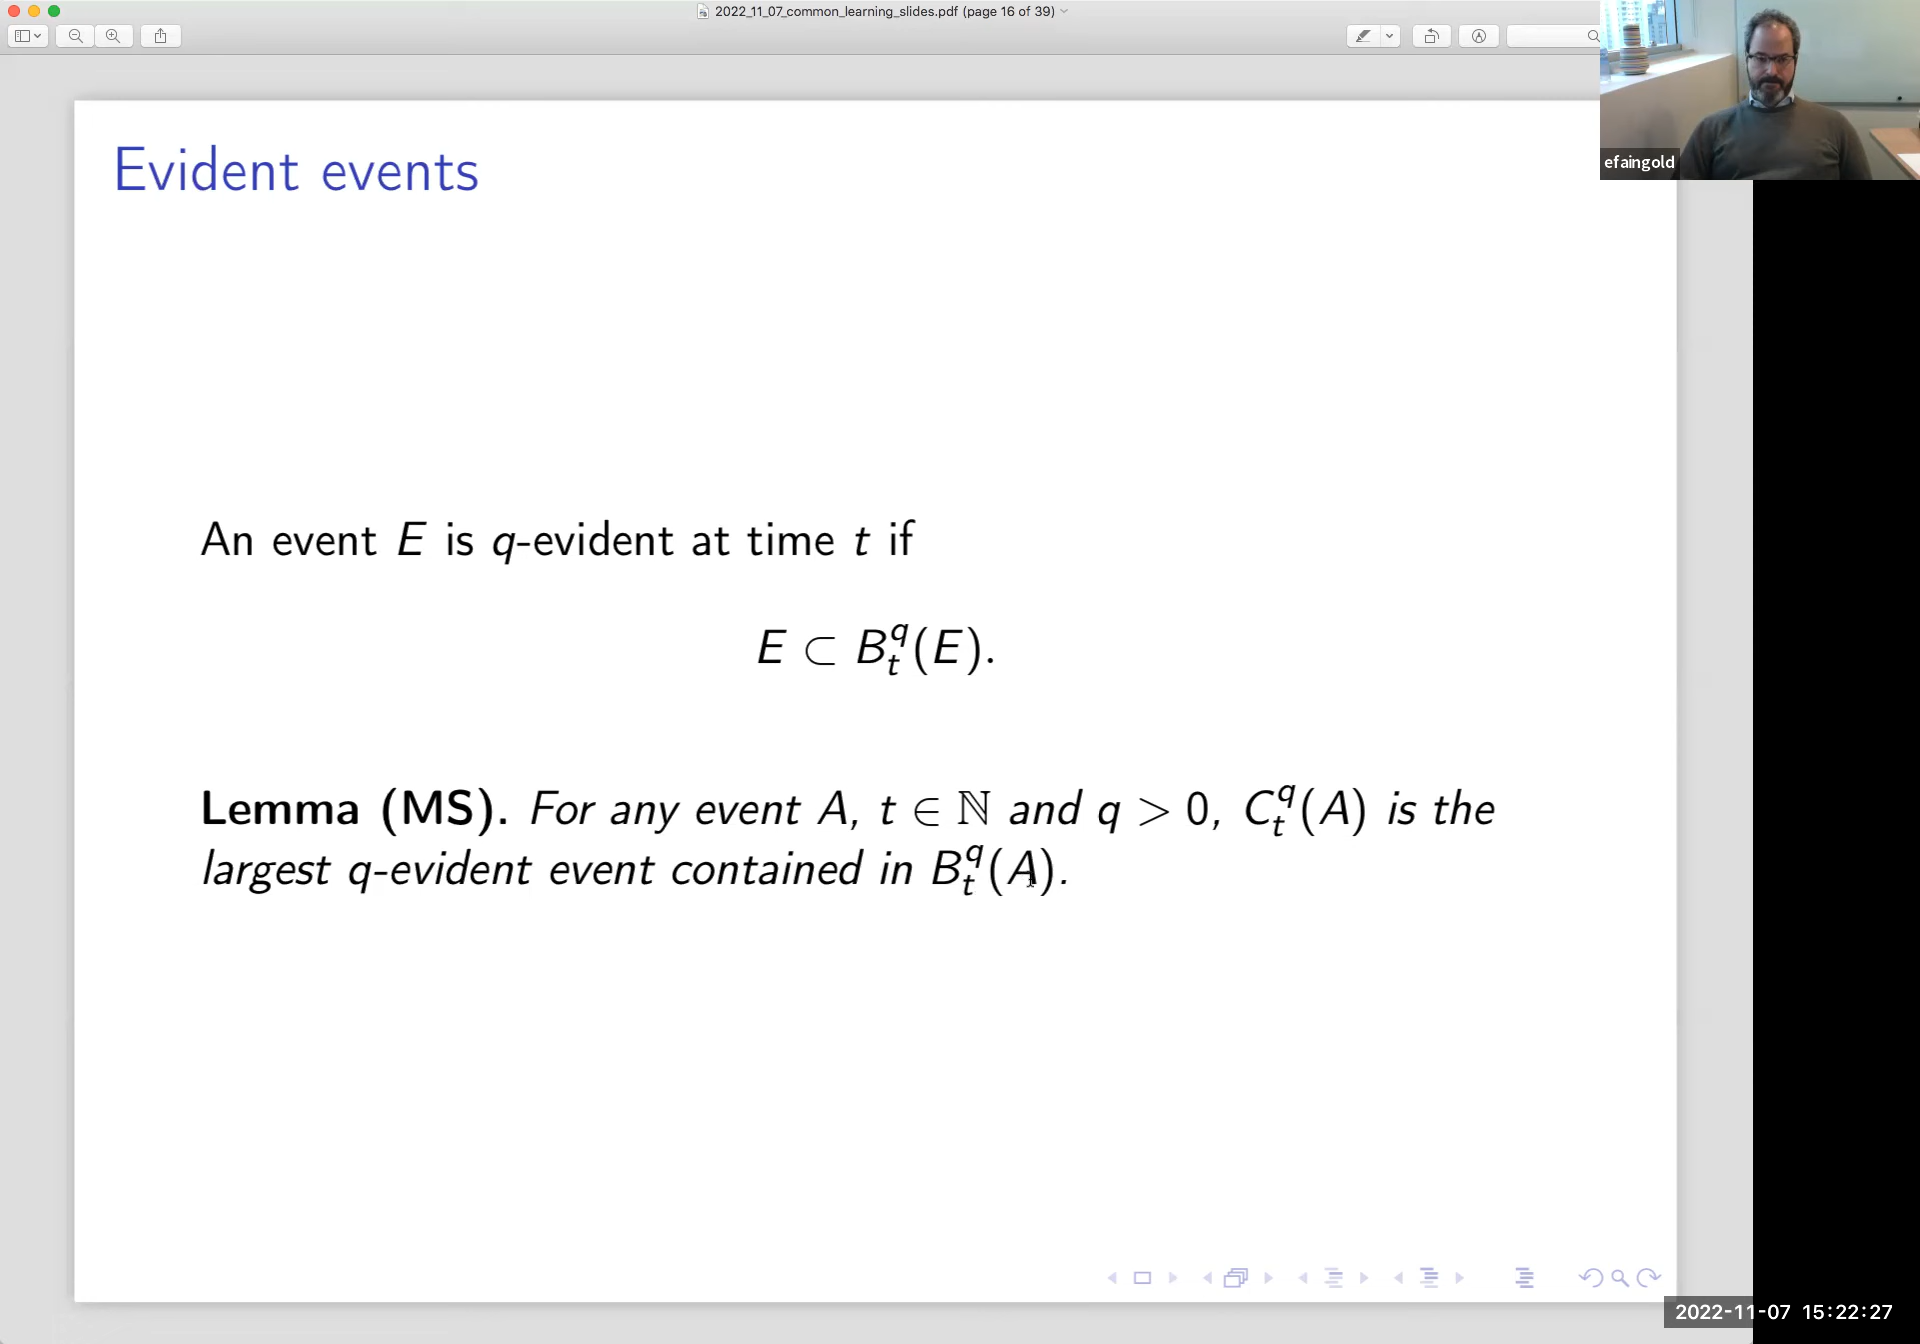 2022_11_07_common_learning_slides.pdf (page 16 of 39)
efaingold
Evident events
An event E is q-evident at time t if
E ⊂ B_t^q(E).
Lemma (MS). For any event A, t ∈ ℕ and q > 0, C_t^q(A) is the
largest q-evident event contained in B_t^q(A).
2022-11-07 15:22:27